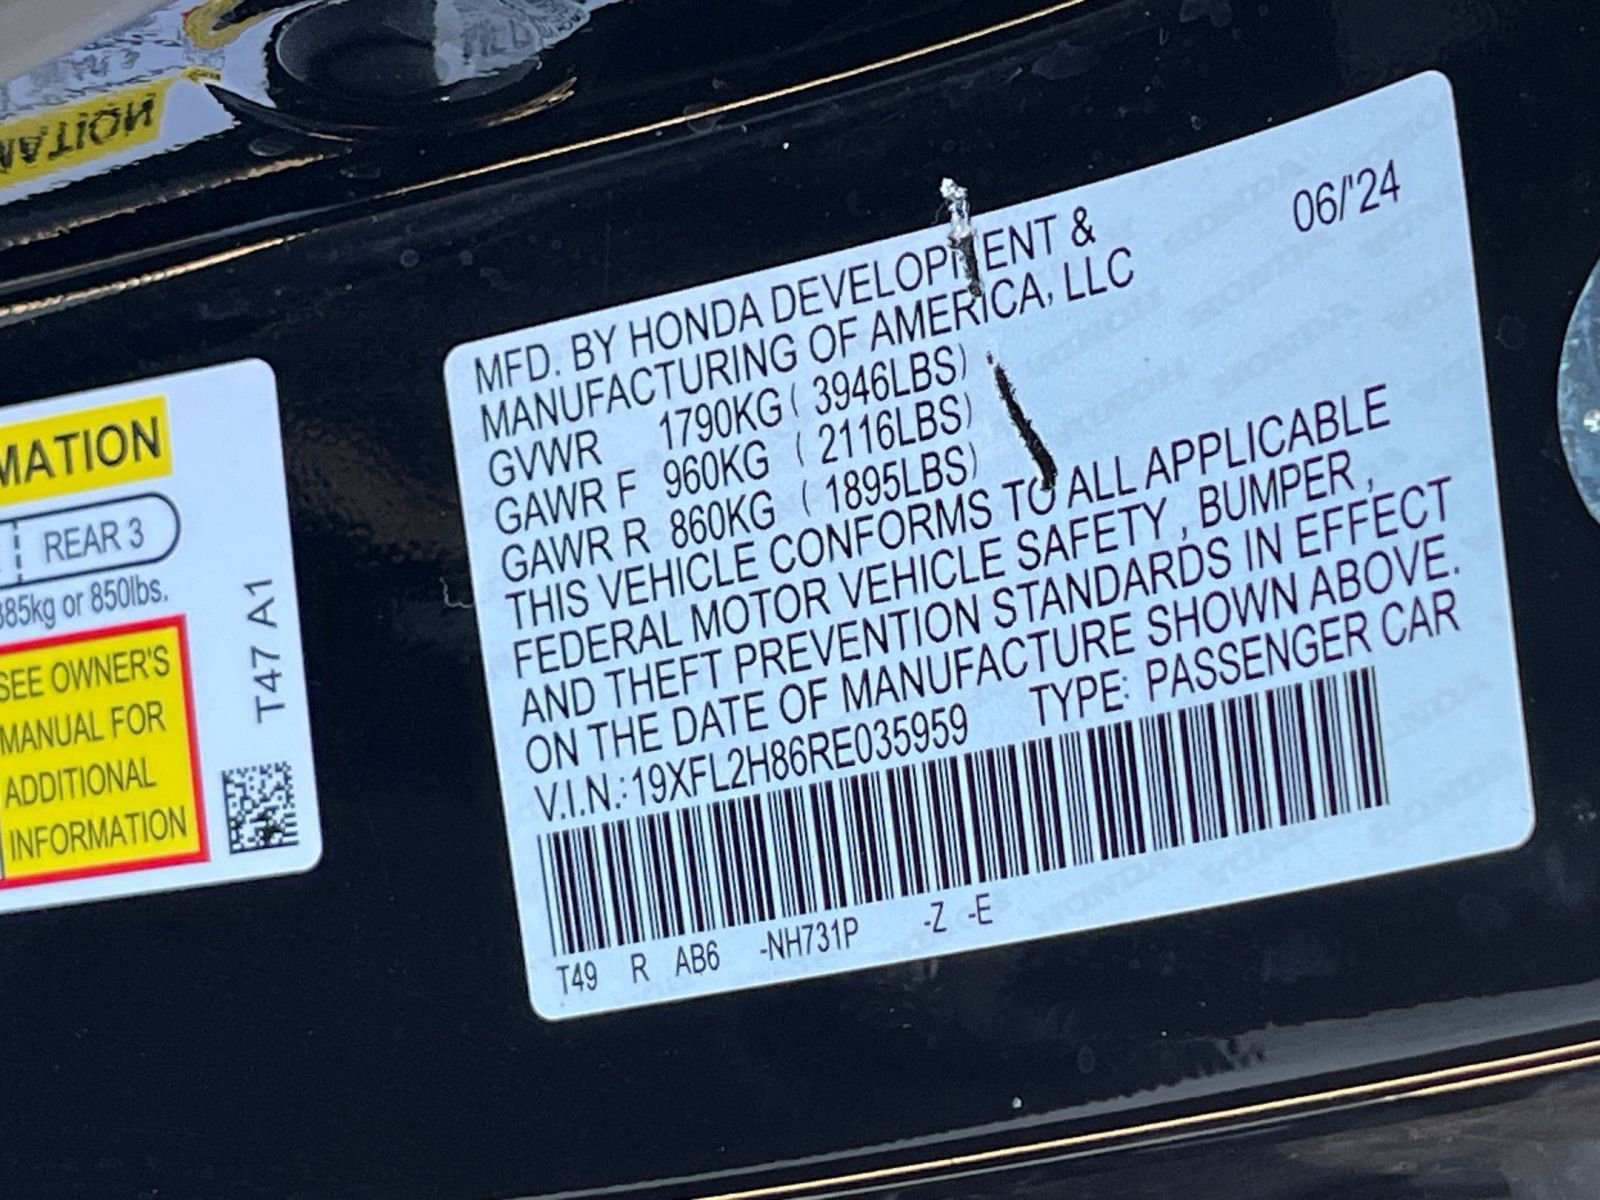 MATION
REAR 3
385kg or 850lbs.
SEE OWNER'S
MANUAL FOR
ADDITIONAL
INFORMATION
T47 A1
06/'24
MFD. BY HONDA DEVELOPMENT &
MANUFACTURING OF AMERICA, LLC
GVWR 1790KG ( 3946LBS)
GAWR F 960KG ( 2116LBS)
GAWR R 860KG ( 1895LBS)
THIS VEHICLE CONFORMS TO ALL APPLICABLE
FEDERAL MOTOR VEHICLE SAFETY , BUMPER ,
AND THEFT PREVENTION STANDARDS IN EFFECT
ON THE DATE OF MANUFACTURE SHOWN ABOVE.
V.I.N.:19XFL2H86RE035959 TYPE: PASSENGER CAR
T49 R AB6 -NH731P -Z -E